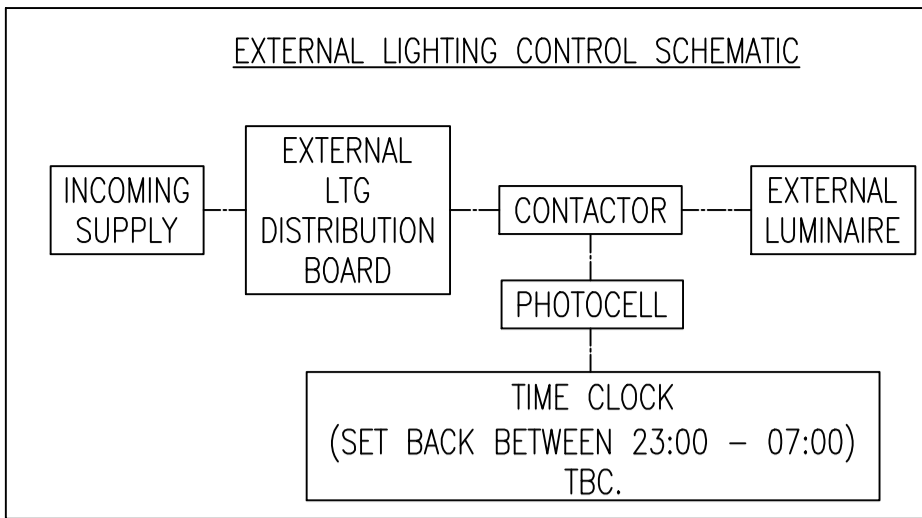 EXTERNAL LIGHTING CONTROL SCHEMATIC
INCOMING
SUPPLY
EXTERNAL
LTG
DISTRIBUTION
BOARD
CONTACTOR
EXTERNAL
LUMINAIRE
PHOTOCELL
TIME CLOCK
(SET BACK BETWEEN 23:00 - 07:00)
TBC.